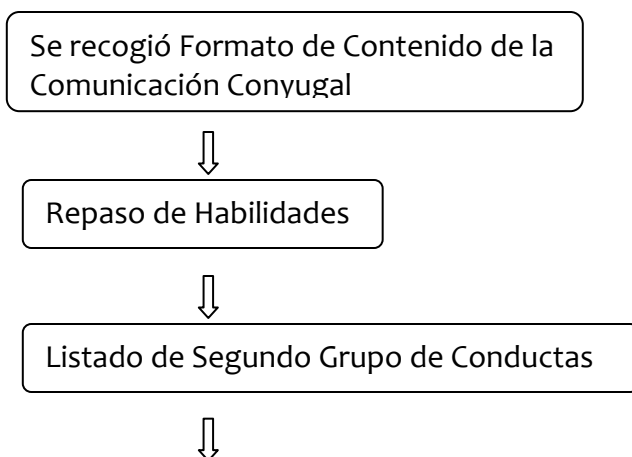 Se recogió Formato de Contenido de la
Comunicación Conyugal
Repaso de Habilidades
Listado de Segundo Grupo de Conductas